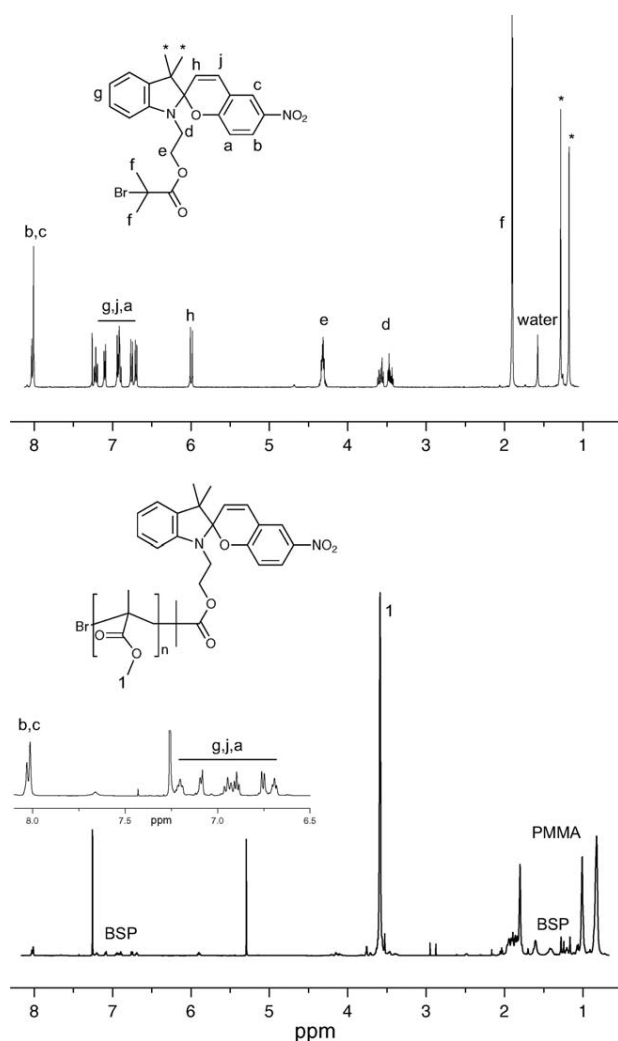 * *
h j
g c
N O NO₂
d a b
e
f O
Br
f O
b,c
g,j,a
h
e
d
f
water
*
*
8 7 6 5 4 3 2 1
N O NO₂
O
Br
n O
O
O
1
1
b,c
g,j,a
8.0 7.5 ppm 7.0 6.5
PMMA
BSP
BSP
8 7 6 5 4 3 2 1
ppm